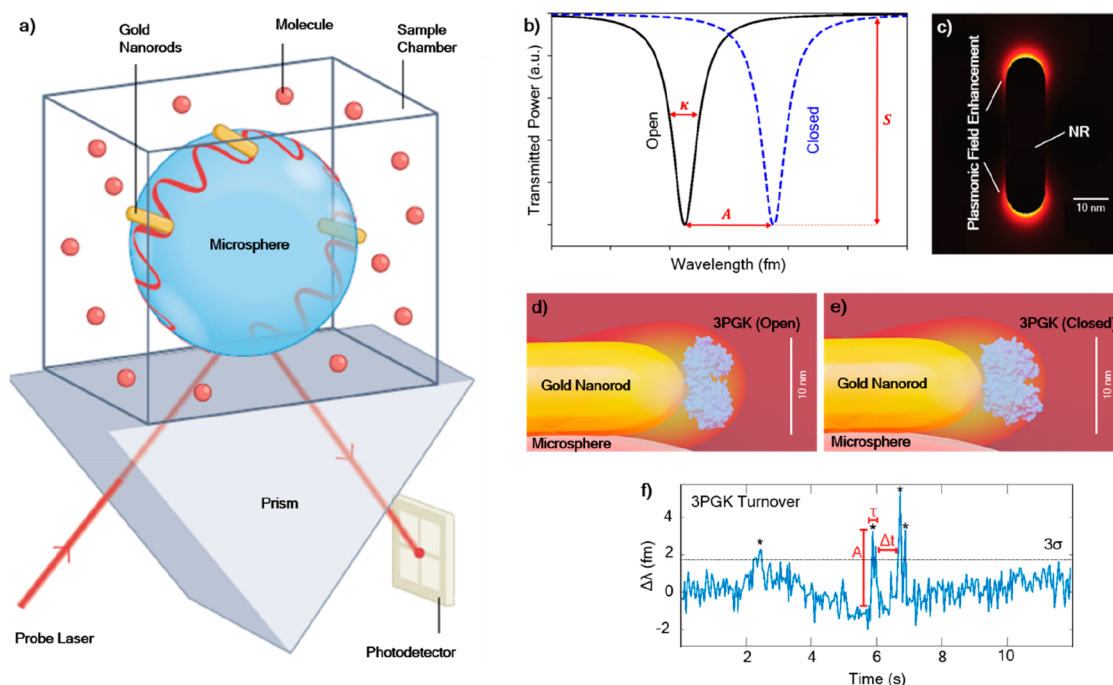 a)
Gold
Nanorods
Molecule
Sample
Chamber
Microsphere
Prism
Probe Laser
Photodetector
b)
Transmitted Power (a.u.)
Open
κ
Closed
S
A
Wavelength (fm)
c)
Plasmonic Field Enhancement
NR
10 nm
d)
3PGK (Open)
Gold Nanorod
10 nm
Microsphere
e)
3PGK (Closed)
Gold Nanorod
10 nm
Microsphere
f)
3PGK Turnover
Δλ (fm)
4
2
0
-2
*
τ
*
*
*
A
Δt
3σ
2
4
6
8
10
Time (s)